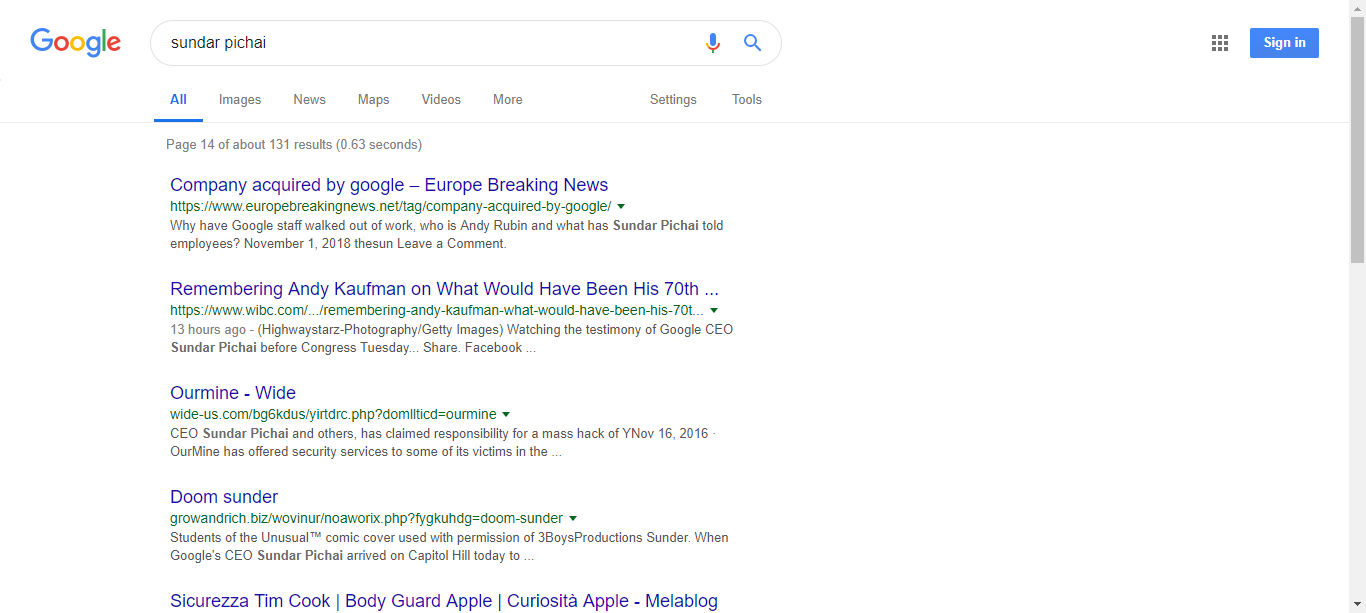 Google
sundar pichai
Sign in
All Images News Maps Videos More Settings Tools
Page 14 of about 131 results (0.63 seconds)
Company acquired by google – Europe Breaking News
https://www.europebreakingnews.net/tag/company-acquired-by-google/
Why have Google staff walked out of work, who is Andy Rubin and what has Sundar Pichai told
employees? November 1, 2018 thesun Leave a Comment.
Remembering Andy Kaufman on What Would Have Been His 70th ...
https://www.wibc.com/.../remembering-andy-kaufman-what-would-have-been-his-70t...
13 hours ago - (Highwaystarz-Photography/Getty Images) Watching the testimony of Google CEO
Sundar Pichai before Congress Tuesday... Share. Facebook ...
Ourmine - Wide
wide-us.com/bg6kdus/yirtdrc.php?domllticd=ourmine
CEO Sundar Pichai and others, has claimed responsibility for a mass hack of YNov 16, 2016 ·
OurMine has offered security services to some of its victims in the ...
Doom sunder
growandrich.biz/wovinur/noaworix.php?fygkuhdg=doom-sunder
Students of the Unusual™ comic cover used with permission of 3BoysProductions Sunder. When
Google's CEO Sundar Pichai arrived on Capitol Hill today to ...
Sicurezza Tim Cook | Body Guard Apple | Curiosità Apple - Melablog